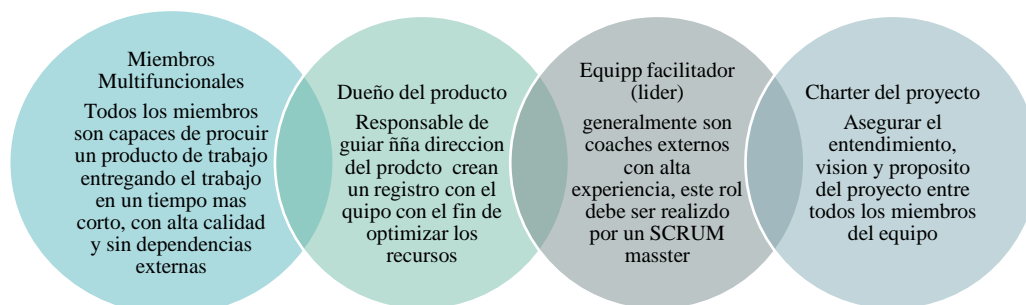 Miembros
Multifuncionales
Todos los miembros
son capaces de procuir
un producto de trabajo
entregando el trabajo
en un tiempo mas
corto, con alta calidad
y sin dependencias
externas
Dueño del producto
Responsable de
guiar ñña direccion
del prodcto crean
un registro con el
quipo con el fin de
optimizar los
recursos
Equipp facilitador
(lider)
generalmente son
coaches externos
con alta
experiencia, este rol
debe ser realizdo
por un SCRUM
masster
Charter del proyecto
Asegurar el
entendimiento,
vision y proposito
del proyecto entre
todos los miembros
del equipo